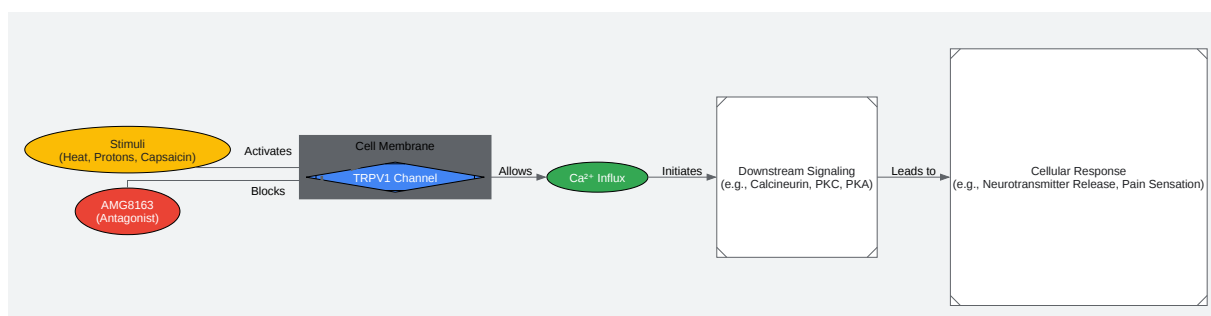 Stimuli
(Heat, Protons, Capsaicin)
Activates
AMG8163
(Antagonist)
Blocks
Cell Membrane
TRPV1 Channel
Allows
Ca²⁺ Influx
Initiates
Downstream Signaling
(e.g., Calcineurin, PKC, PKA)
Leads to
Cellular Response
(e.g., Neurotransmitter Release, Pain Sensation)